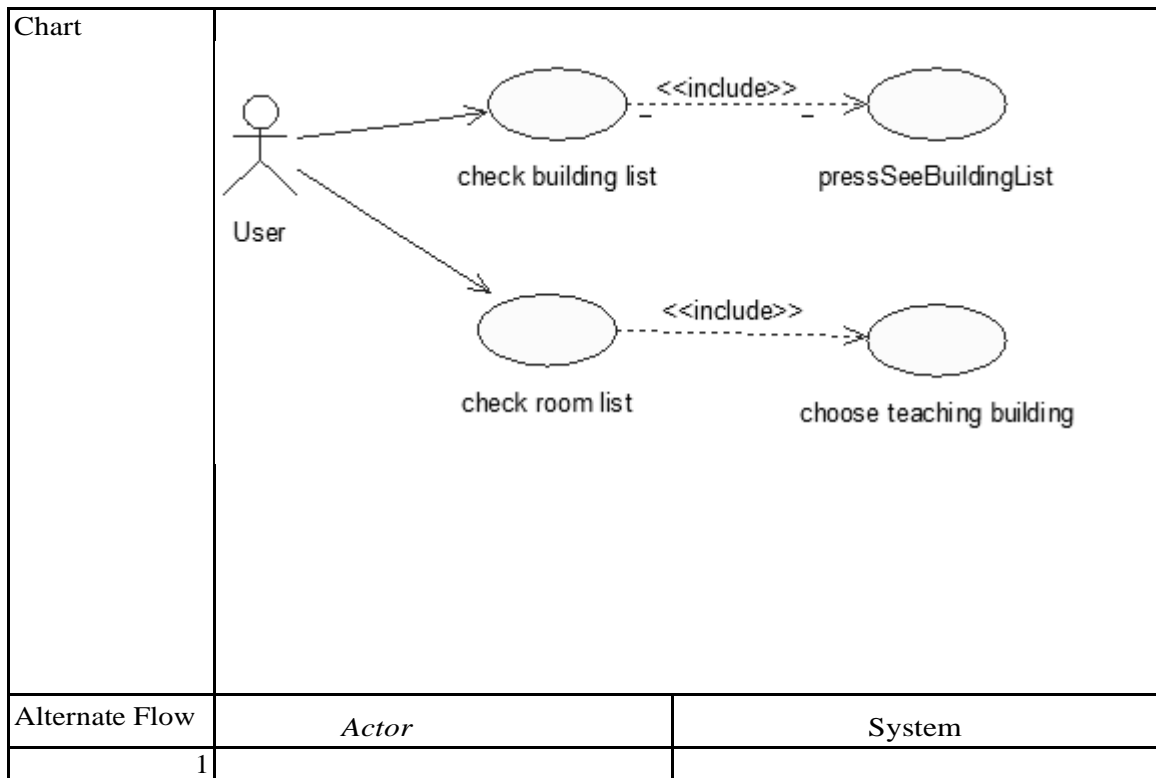 Chart
<<include>>
check building list
pressSeeBuildingList
User
<<include>>
check room list
choose teaching building
Alternate Flow
Actor
System
1